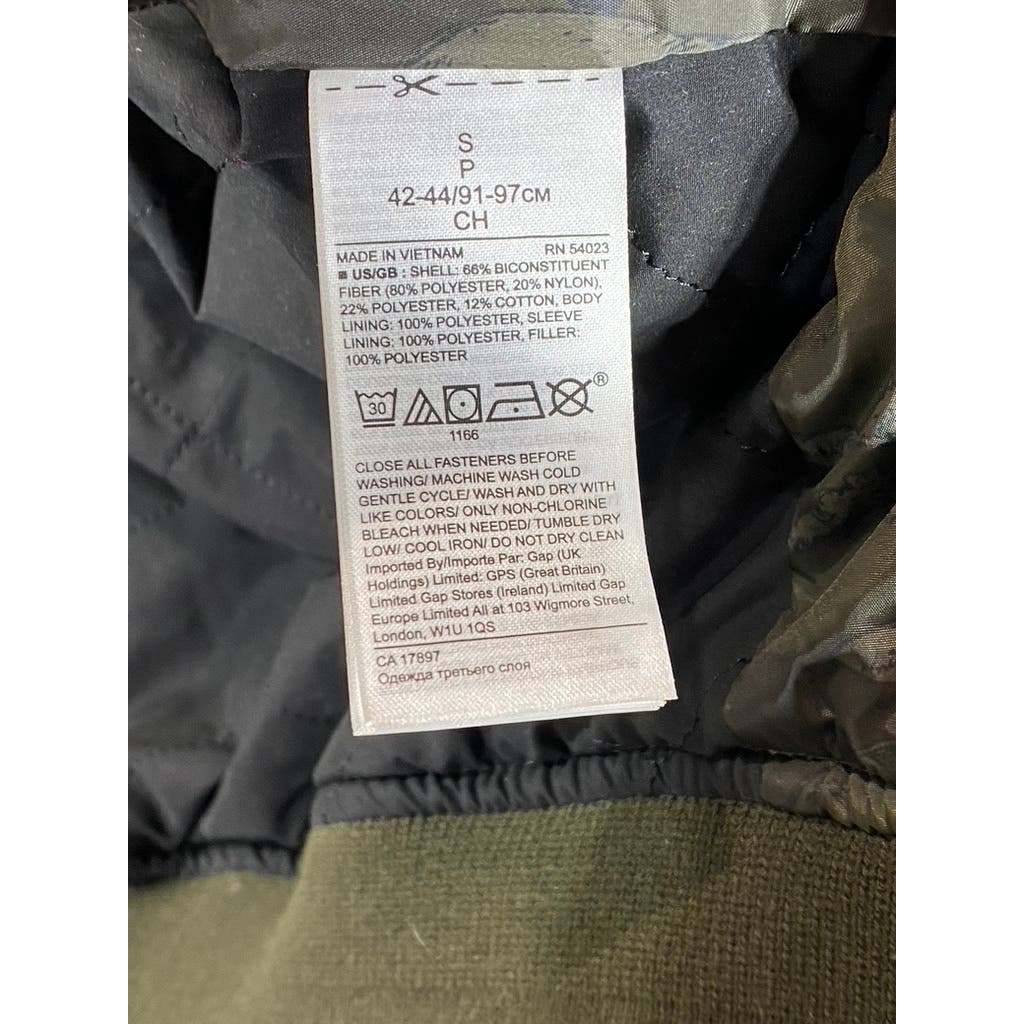 S
P
42-44/91-97CM
CH
MADE IN VIETNAM RN 54023
US/GB : SHELL: 66% BICONSTITUENT
FIBER (80% POLYESTER, 20% NYLON),
22% POLYESTER, 12% COTTON, BODY
LINING: 100% POLYESTER, SLEEVE
LINING: 100% POLYESTER, FILLER:
100% POLYESTER
30
®
1166
CLOSE ALL FASTENERS BEFORE
WASHING/ MACHINE WASH COLD
GENTLE CYCLE/ WASH AND DRY WITH
LIKE COLORS/ ONLY NON-CHLORINE
BLEACH WHEN NEEDED/ TUMBLE DRY
LOW/ COOL IRON/ DO NOT DRY CLEAN
Imported By/Importe Par: Gap (UK
Holdings) Limited: GPS (Great Britain)
Limited Gap Stores (Ireland) Limited Gap
Europe Limited All at 103 Wigmore Street,
London, W1U 1QS
CA 17897
Одежда третьего слоя